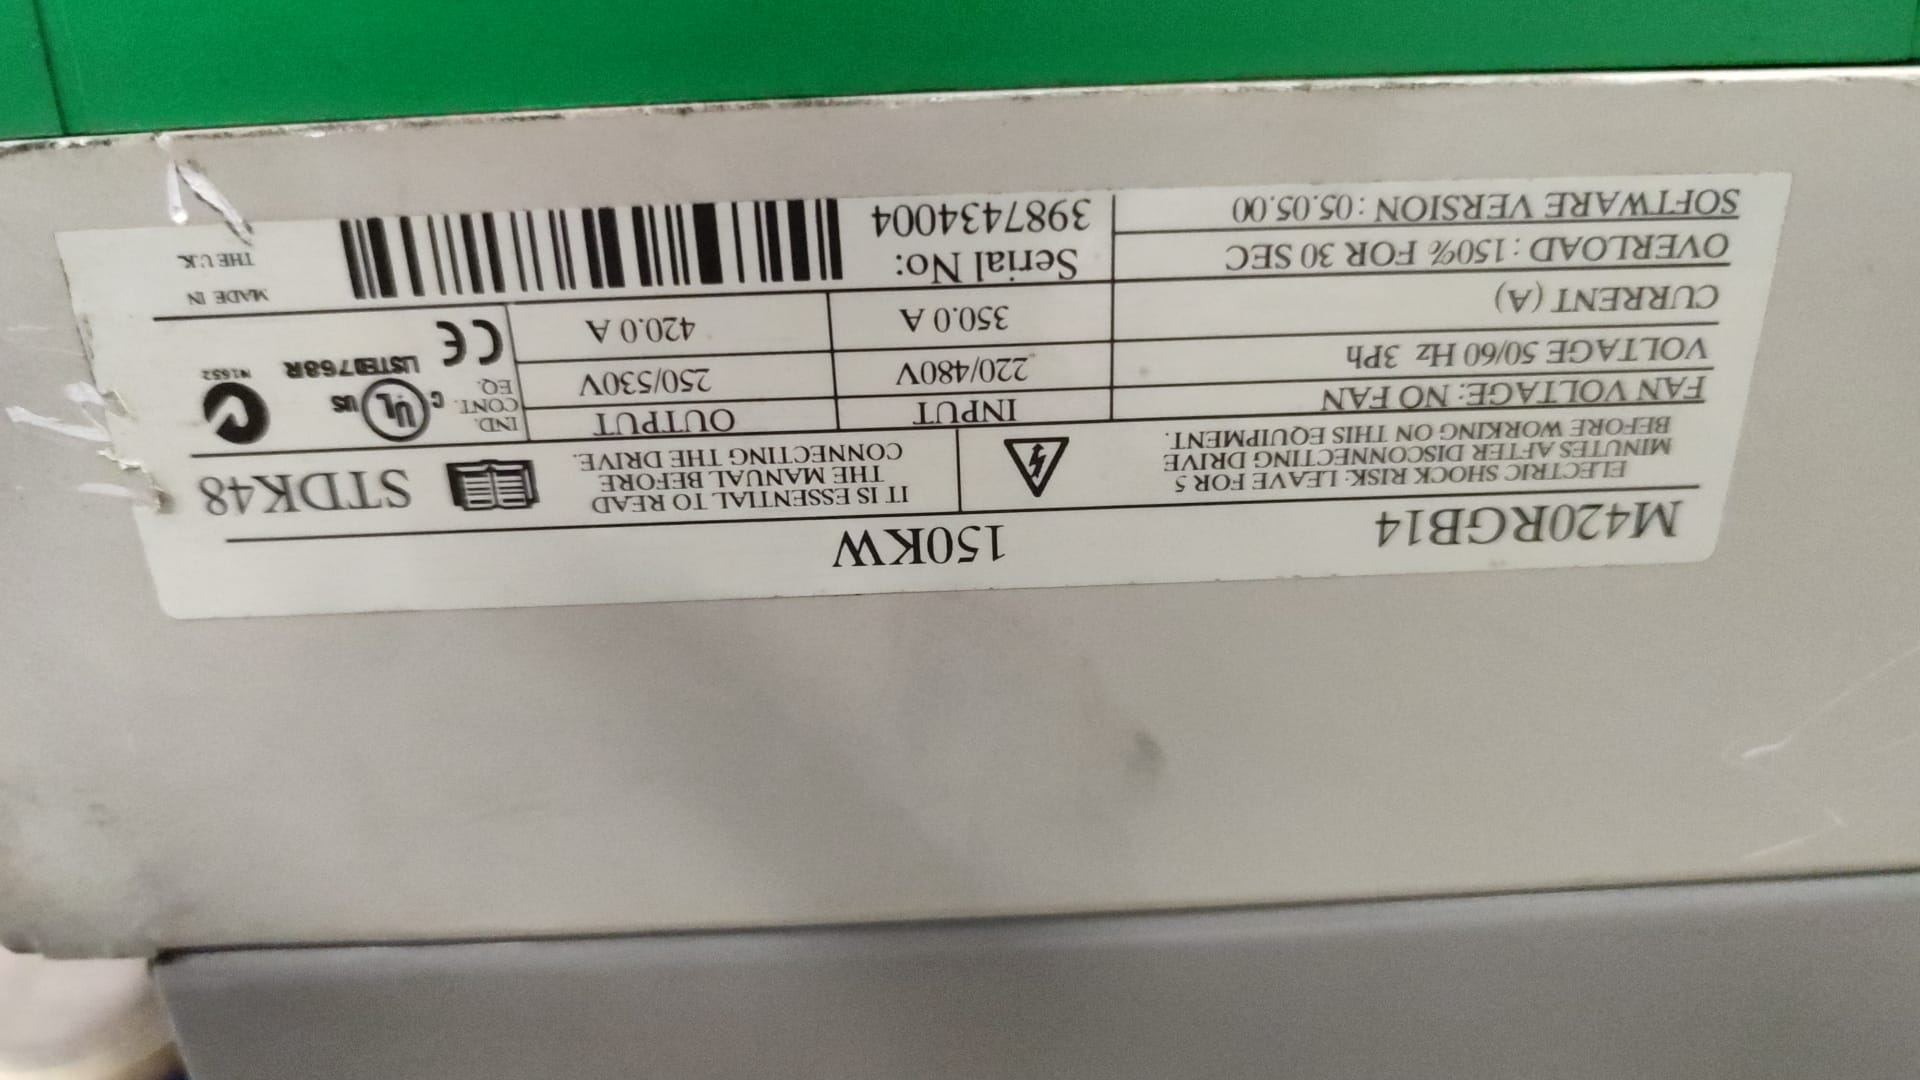 M420RGB14 150KW
ELECTRIC SHOCK RISK: LEAVE FOR 5
MINUTES AFTER DISCONNECTING DRIVE
BEFORE WORKING ON THIS EQUIPMENT.
IT IS ESSENTIAL TO READ
THE MANUAL BEFORE
CONNECTING THE DRIVE.
STDK48
FAN VOLTAGE: NO FAN INPUT OUTPUT
VOLTAGE 50/60 Hz 3Ph 220/480V 250/530V
CURRENT (A) 350.0 A 420.0 A
IND.
CONT.
EQ.
C UL US
LISTED 768R
N1652
CE
OVERLOAD : 150% FOR 30 SEC
SOFTWARE VERSION : 05.05.00
Serial No:
3987434004
MADE IN
THE U.K.